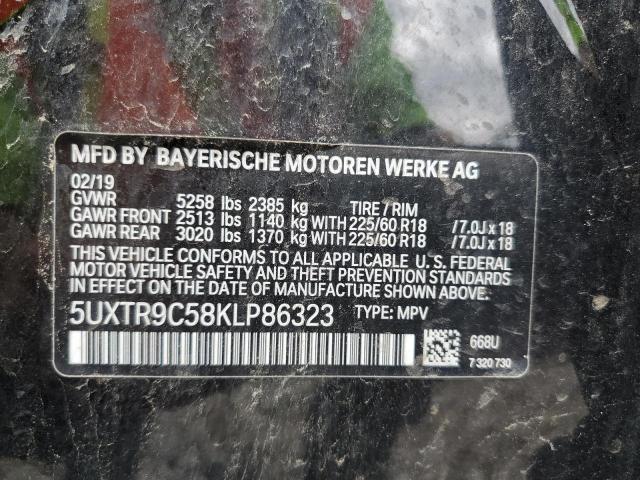 MFD BY BAYERISCHE MOTOREN WERKE AG
02/19
GVWR 5258 lbs 2385 kg TIRE / RIM
GAWR FRONT 2513 lbs 1140 kg WITH 225/60 R18 / 7.0J x 18
GAWR REAR 3020 lbs 1370 kg WITH 225/60 R18 / 7.0J x 18
THIS VEHICLE CONFORMS TO ALL APPLICABLE U. S. FEDERAL
MOTOR VEHICLE SAFETY AND THEFT PREVENTION STANDARDS
IN EFFECT ON THE DATE OF MANUFACTURE SHOWN ABOVE.
5UXTR9C58KLP86323 TYPE: MPV
668U
7 320 730